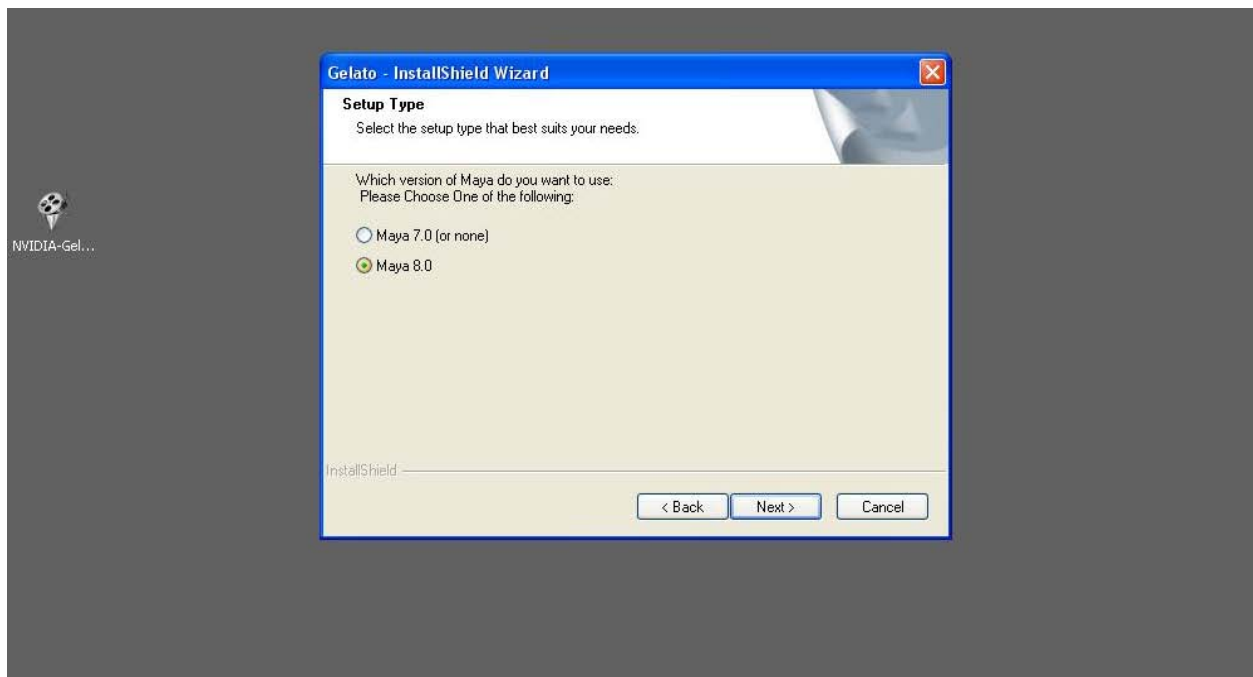 Gelato - InstallShield Wizard
Setup Type
Select the setup type that best suits your needs.
Which version of Maya do you want to use:
Please Choose One of the following:
Maya 7.0 (or none)
Maya 8.0
NVIDIA-Gel...
InstallShield
< Back Next > Cancel